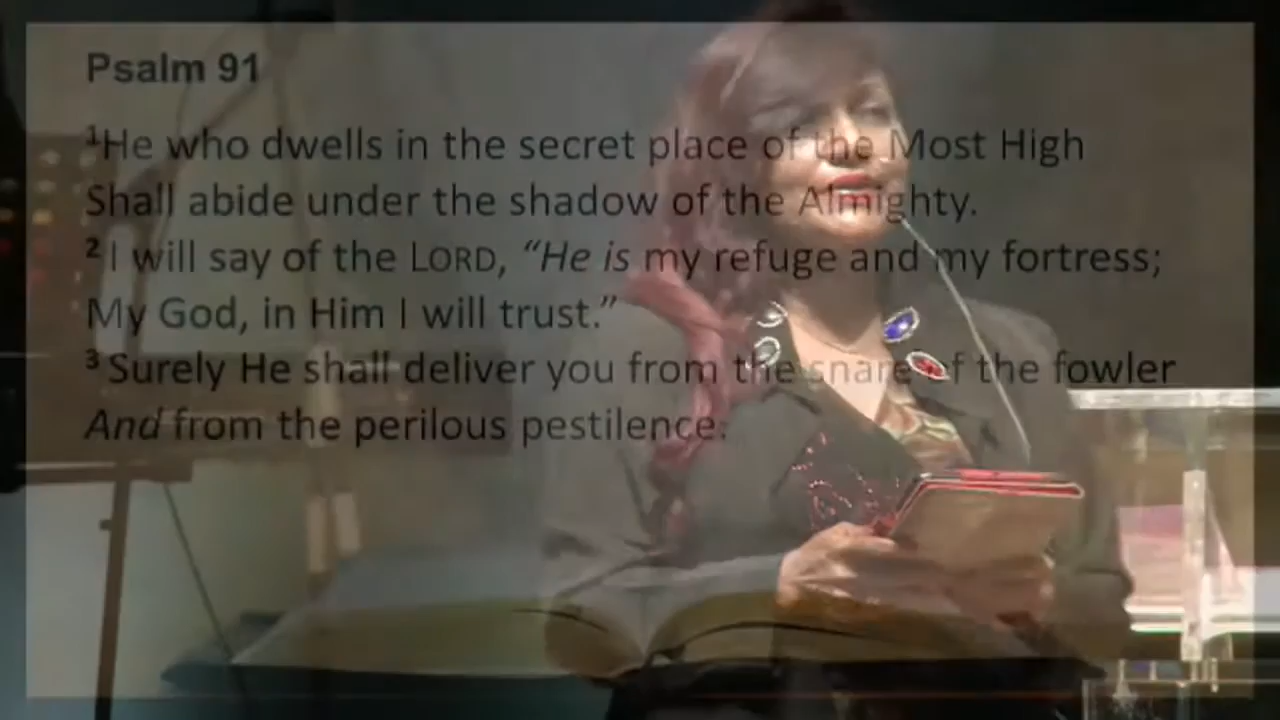 Psalm 91
¹He who dwells in the secret place of the Most High
Shall abide under the shadow of the Almighty.
² I will say of the LORD, “He is my refuge and my fortress;
My God, in Him I will trust.”
³ Surely He shall deliver you from the snare of the fowler
And from the perilous pestilence.